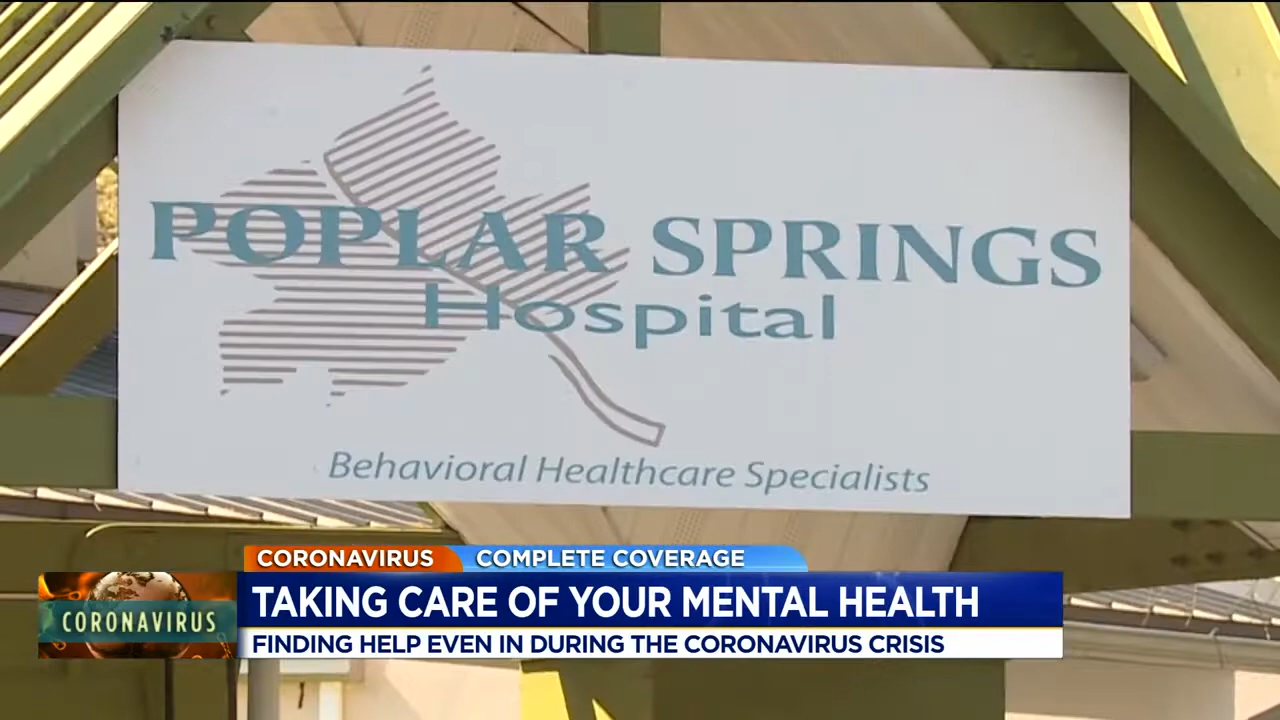 POPLAR SPRINGS
Hospital
Behavioral Healthcare Specialists
CORONAVIRUS COMPLETE COVERAGE
CORONAVIRUS
TAKING CARE OF YOUR MENTAL HEALTH
FINDING HELP EVEN IN DURING THE CORONAVIRUS CRISIS